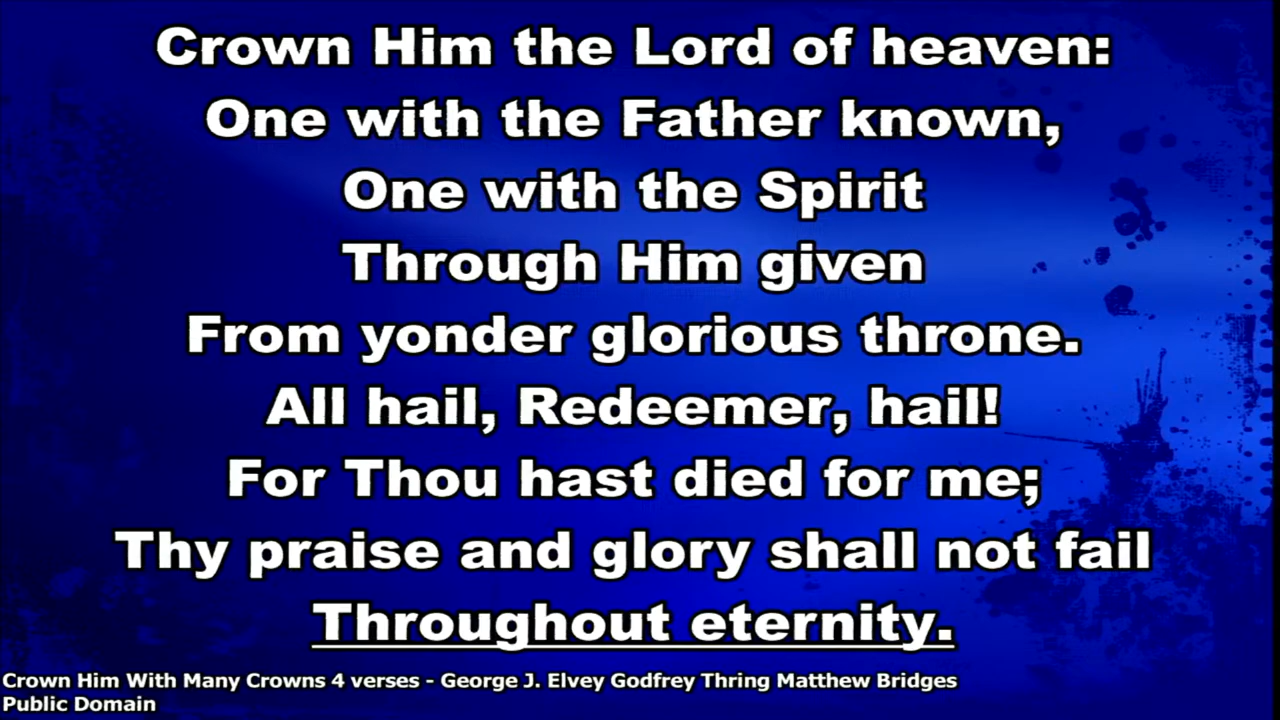 Crown Him the Lord of heaven:
One with the Father known,
One with the Spirit
Through Him given
From yonder glorious throne.
All hail, Redeemer, hail!
For Thou hast died for me;
Thy praise and glory shall not fail
Throughout eternity.
Crown Him With Many Crowns 4 verses - George J. Elvey Godfrey Thring Matthew Bridges
Public Domain